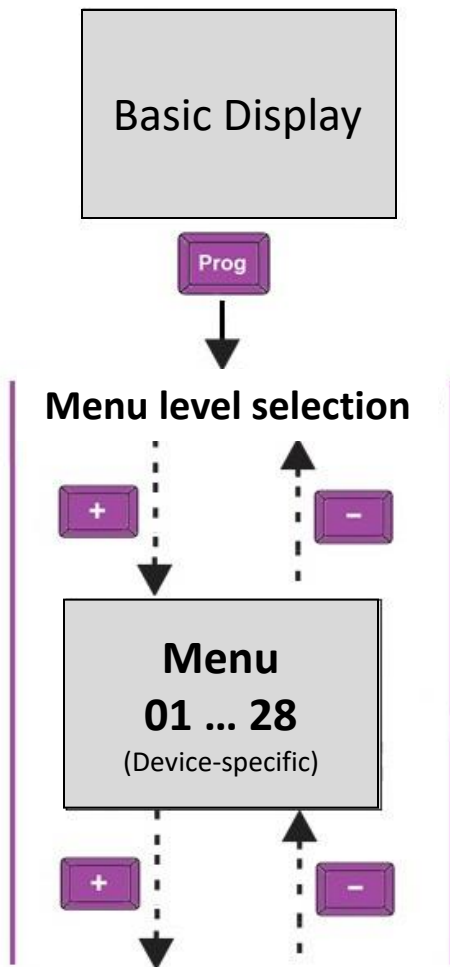 Basic Display
Prog
Menu level selection
+
-
Menu
01 ... 28
(Device-specific)
+
-